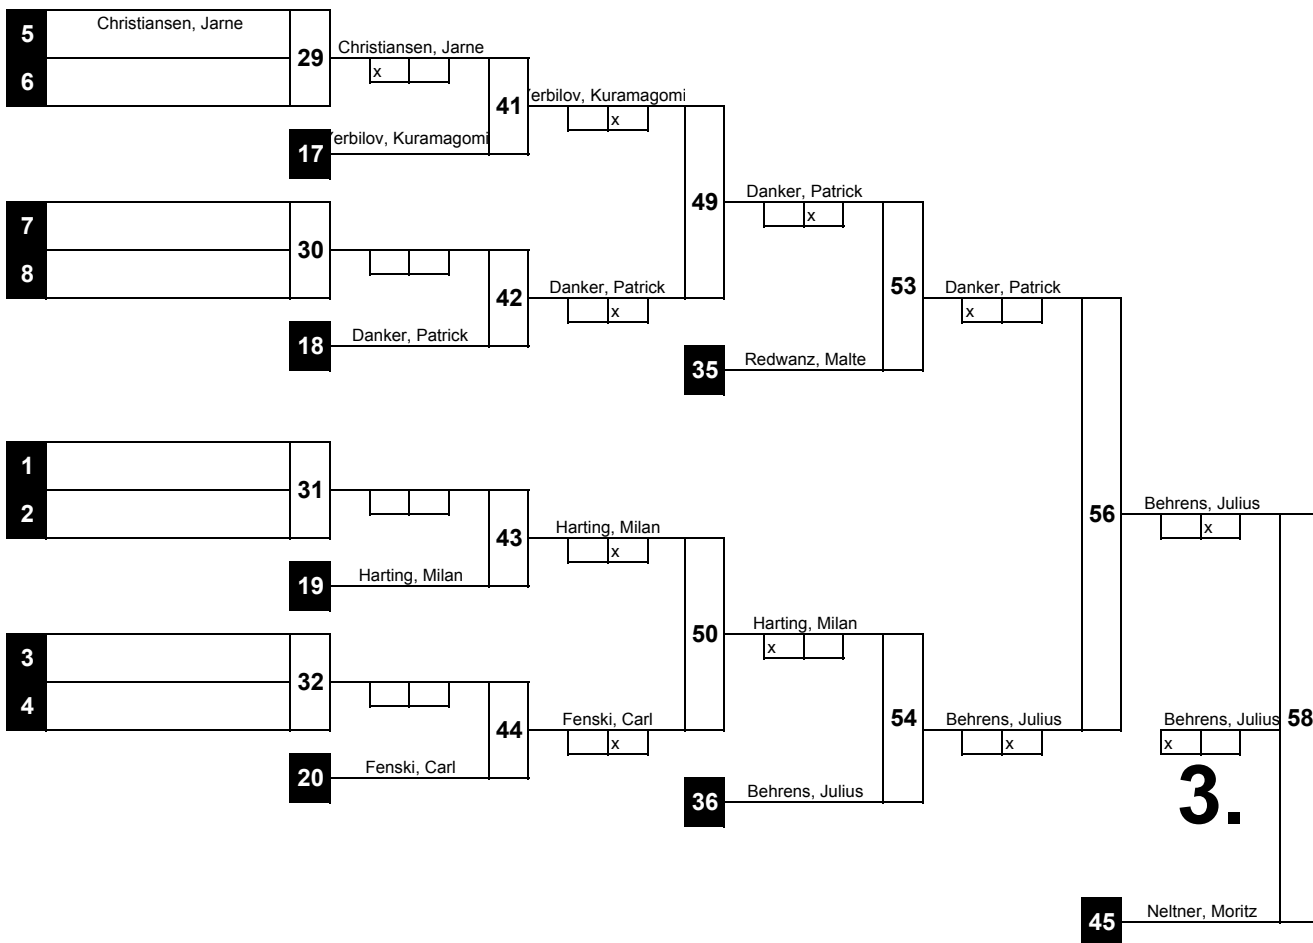 5 Christiansen, Jarne
6
29 Christiansen, Jarne
x
41 erbilov, Kuramagomi
x
17 erbilov, Kuramagomi
7
8
30
49 Danker, Patrick
x
42 Danker, Patrick
x
18 Danker, Patrick
53 Danker, Patrick
x
35 Redwanz, Malte
1
2
31
43 Harting, Milan
x
19 Harting, Milan
56 Behrens, Julius
x
3
4
32
50 Harting, Milan
x
44 Fenski, Carl
x
20 Fenski, Carl
54 Behrens, Julius
x
36 Behrens, Julius
Behrens, Julius 58
x
3.
45 Neltner, Moritz